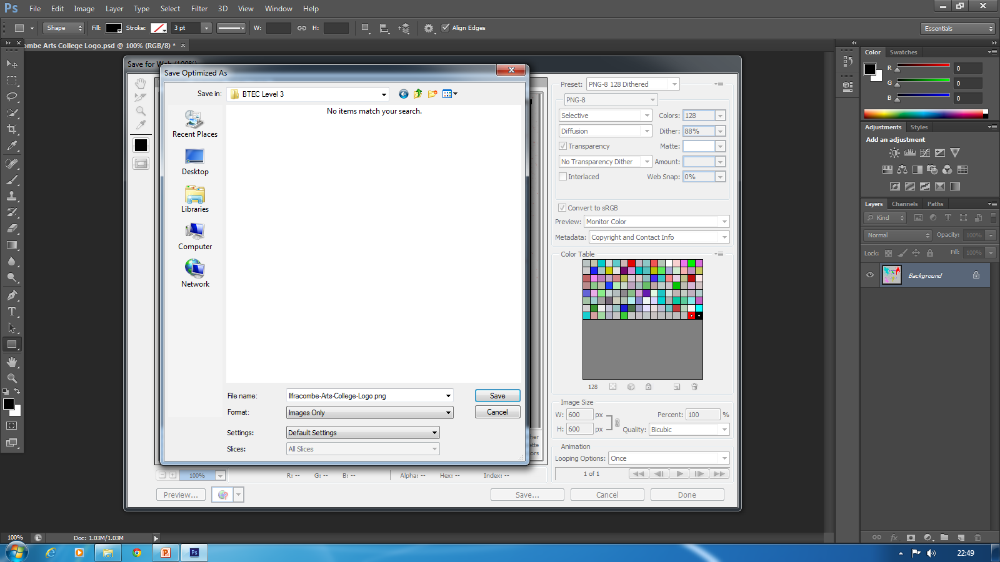 Ps File Edit Image Layer Type Select Filter 3D View Window Help
Shape Fill: Stroke: 3 pt W: H: Align Edges Essentials
ombe Arts College Logo.psd @ 100% (RGB/8) * ×
Save for Web (100%)
Save Optimized As
Save in: BTEC Level 3
No items match your search.
Recent Places
Desktop
Libraries
Computer
Network
File name: Ilfracombe-Arts-College-Logo.png Save
Format: Images Only Cancel
Settings: Default Settings
Slices: All Slices
Preset: PNG-8 128 Dithered
PNG-8
Selective Colors: 128
Diffusion Dither: 88%
Transparency Matte:
No Transparency Dither Amount:
Interlaced Web Snap: 0%
Convert to sRGB
Preview: Monitor Color
Metadata: Copyright and Contact Info
Color Table
128
Image Size
W: 600 px Percent: 100 %
H: 600 px Quality: Bicubic
Animation
Looping Options: Once
1 of 1
100% R: -- G: -- B: -- Alpha: -- Hex: -- Index: --
Preview... Save... Cancel Done
Color Swatches
R 0
G 0
B 0
Adjustments Styles
Add an adjustment
Layers Channels Paths
Kind
Normal Opacity: 100%
Lock: Fill: 100%
Background
fx
100% Doc: 1.03M/1.03M
22:49